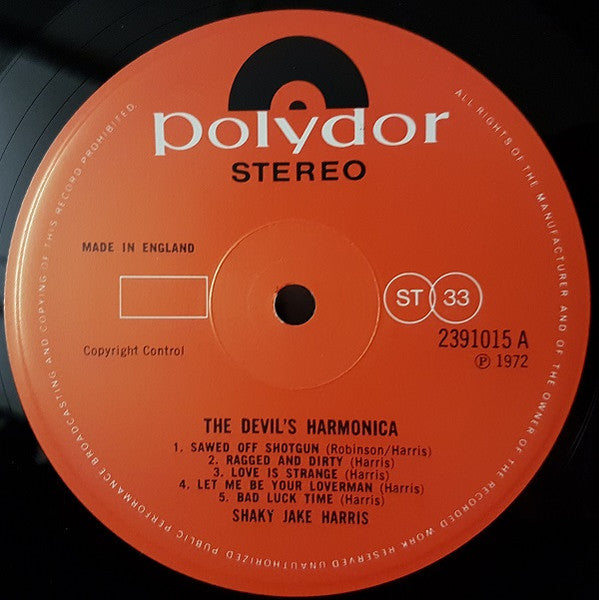 polydor
STEREO
MADE IN ENGLAND
ST 33
Copyright Control
2391015 A
Ⓟ 1972
THE DEVIL'S HARMONICA
1. SAWED OFF SHOTGUN (Robinson/Harris)
2. RAGGED AND DIRTY (Harris)
3. LOVE IS STRANGE (Harris)
4. LET ME BE YOUR LOVERMAN (Harris)
5. BAD LUCK TIME (Harris)
SHAKY JAKE HARRIS
ALL RIGHTS OF THE MANUFACTURER AND OF THE OWNER OF THE RECORDED WORK RESERVED UNAUTHORIZED PUBLIC PERFORMANCE BROADCASTING AND COPYING OF THIS RECORD PROHIBITED.